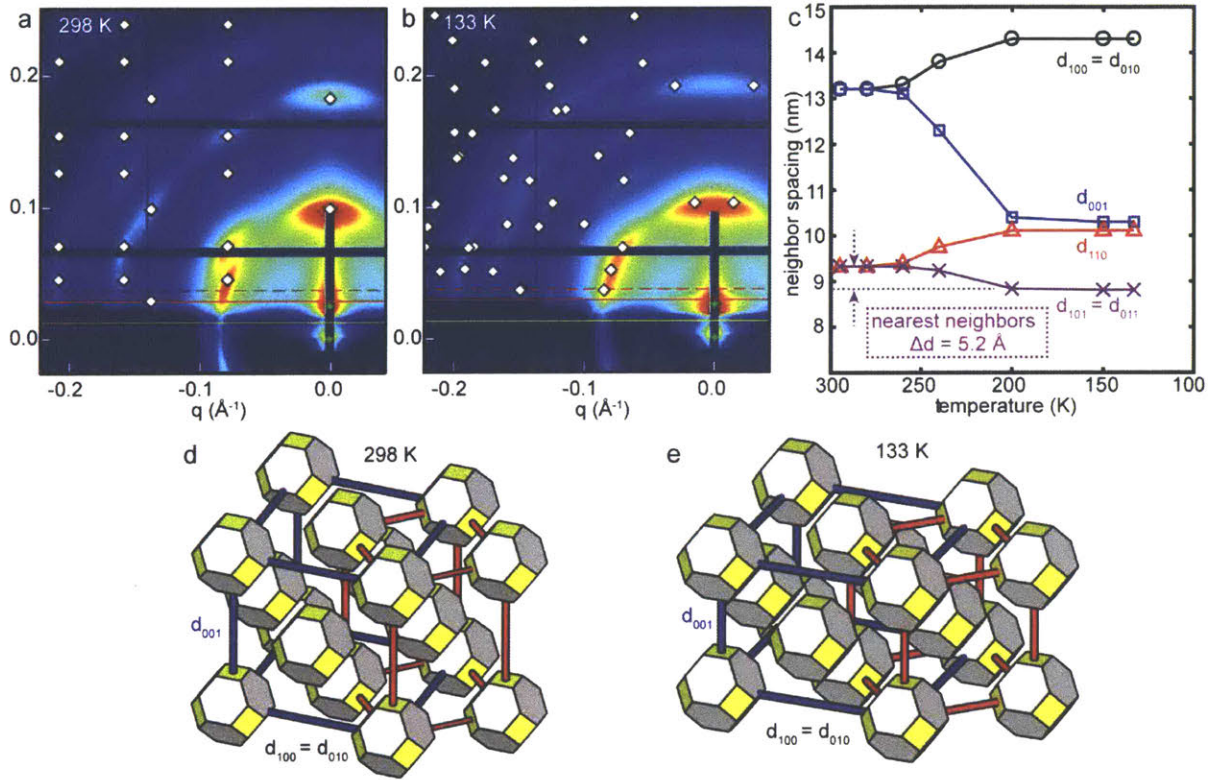 a
298 K
0.2
0.1
0.0
-0.2
-0.1
0.0
q (Å⁻¹)
b
133 K
0.2
0.1
0.0
-0.2
-0.1
0.0
q (Å⁻¹)
c
neighbor spacing (nm)
14
13
12
11
10
9
8
d₁₀₀ = d₀₁₀
d₀₀₁
d₁₁₀
d₁₀₁ = d₀₁₁
nearest neighbors
Δd = 5.2 Å
300
250
200
150
100
temperature (K)
d
298 K
d₀₀₁
d₁₀₀ = d₀₁₀
e
133 K
d₀₀₁
d₁₀₀ = d₀₁₀